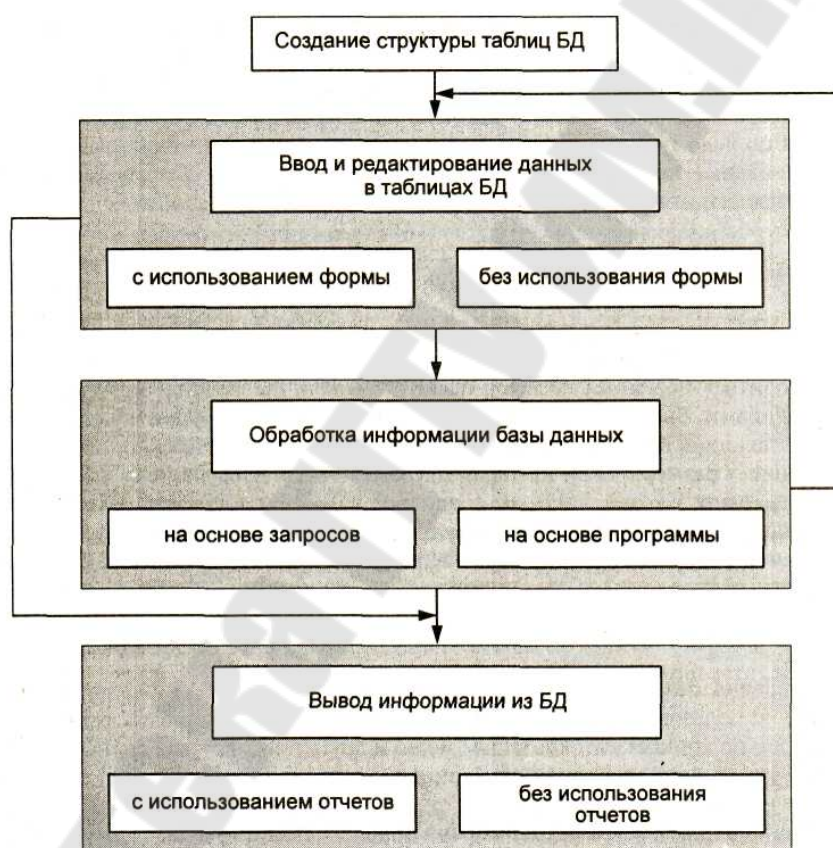 Создание структуры таблиц БД
Ввод и редактирование данных
в таблицах БД
с использованием формы
без использования формы
Обработка информации базы данных
на основе запросов
на основе программы
Вывод информации из БД
с использованием отчетов
без использования
отчетов